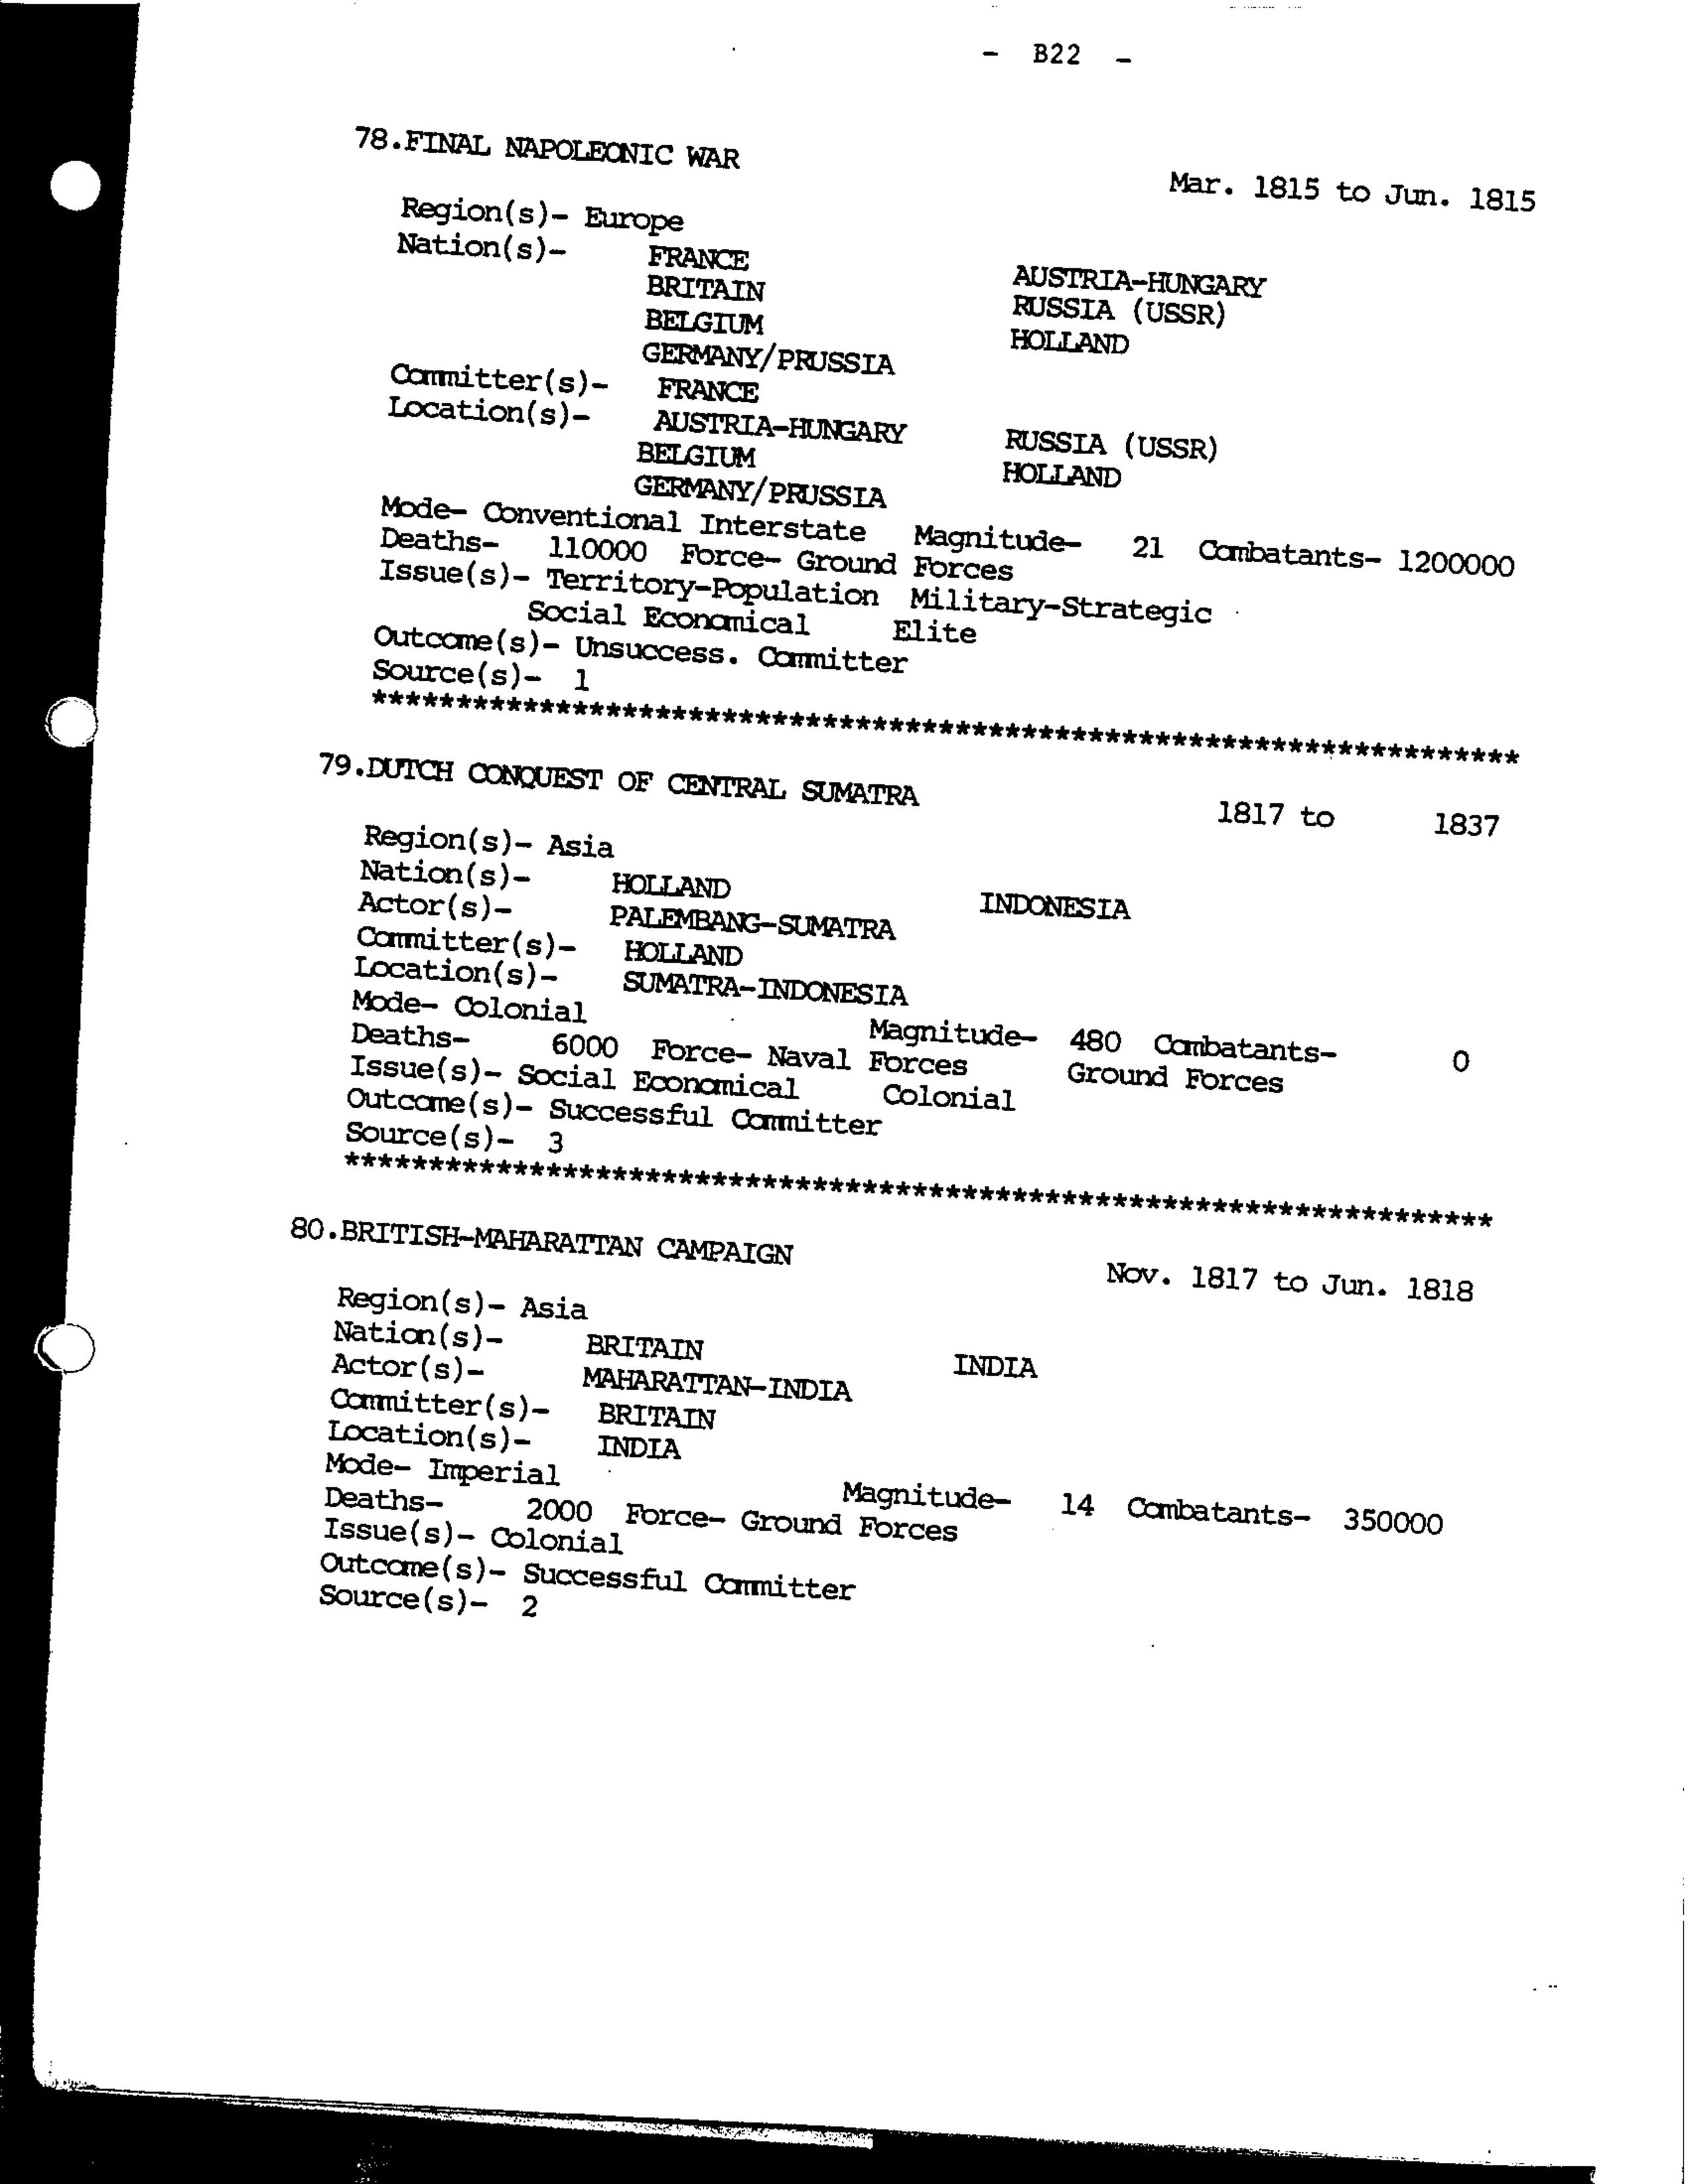 - B22 -
78.FINAL NAPOLEONIC WAR Mar. 1815 to Jun. 1815
Region(s)- Europe
Nation(s)- FRANCE AUSTRIA-HUNGARY
BRITAIN RUSSIA (USSR)
BELGIUM HOLLAND
GERMANY/PRUSSIA
Committer(s)- FRANCE
Location(s)- AUSTRIA-HUNGARY RUSSIA (USSR)
BELGIUM HOLLAND
GERMANY/PRUSSIA
Mode- Conventional Interstate Magnitude- 21 Combatants- 1200000
Deaths- 110000 Force- Ground Forces
Issue(s)- Territory-Population Military-Strategic
Social Economical Elite
Outcome(s)- Unsuccess. Committer
Source(s)- 1
*********************************************************************
79.DUTCH CONQUEST OF CENTRAL SUMATRA 1817 to 1837
Region(s)- Asia
Nation(s)- HOLLAND INDONESIA
Actor(s)- PALEMBANG-SUMATRA
Committer(s)- HOLLAND
Location(s)- SUMATRA-INDONESIA
Mode- Colonial Magnitude- 480 Combatants- 0
Deaths- 6000 Force- Naval Forces Ground Forces
Issue(s)- Social Economical Colonial
Outcome(s)- Successful Committer
Source(s)- 3
*********************************************************************
80.BRITISH-MAHARATTAN CAMPAIGN Nov. 1817 to Jun. 1818
Region(s)- Asia
Nation(s)- BRITAIN INDIA
Actor(s)- MAHARATTAN-INDIA
Committer(s)- BRITAIN
Location(s)- INDIA
Mode- Imperial Magnitude- 14 Combatants- 350000
Deaths- 2000 Force- Ground Forces
Issue(s)- Colonial
Outcome(s)- Successful Committer
Source(s)- 2